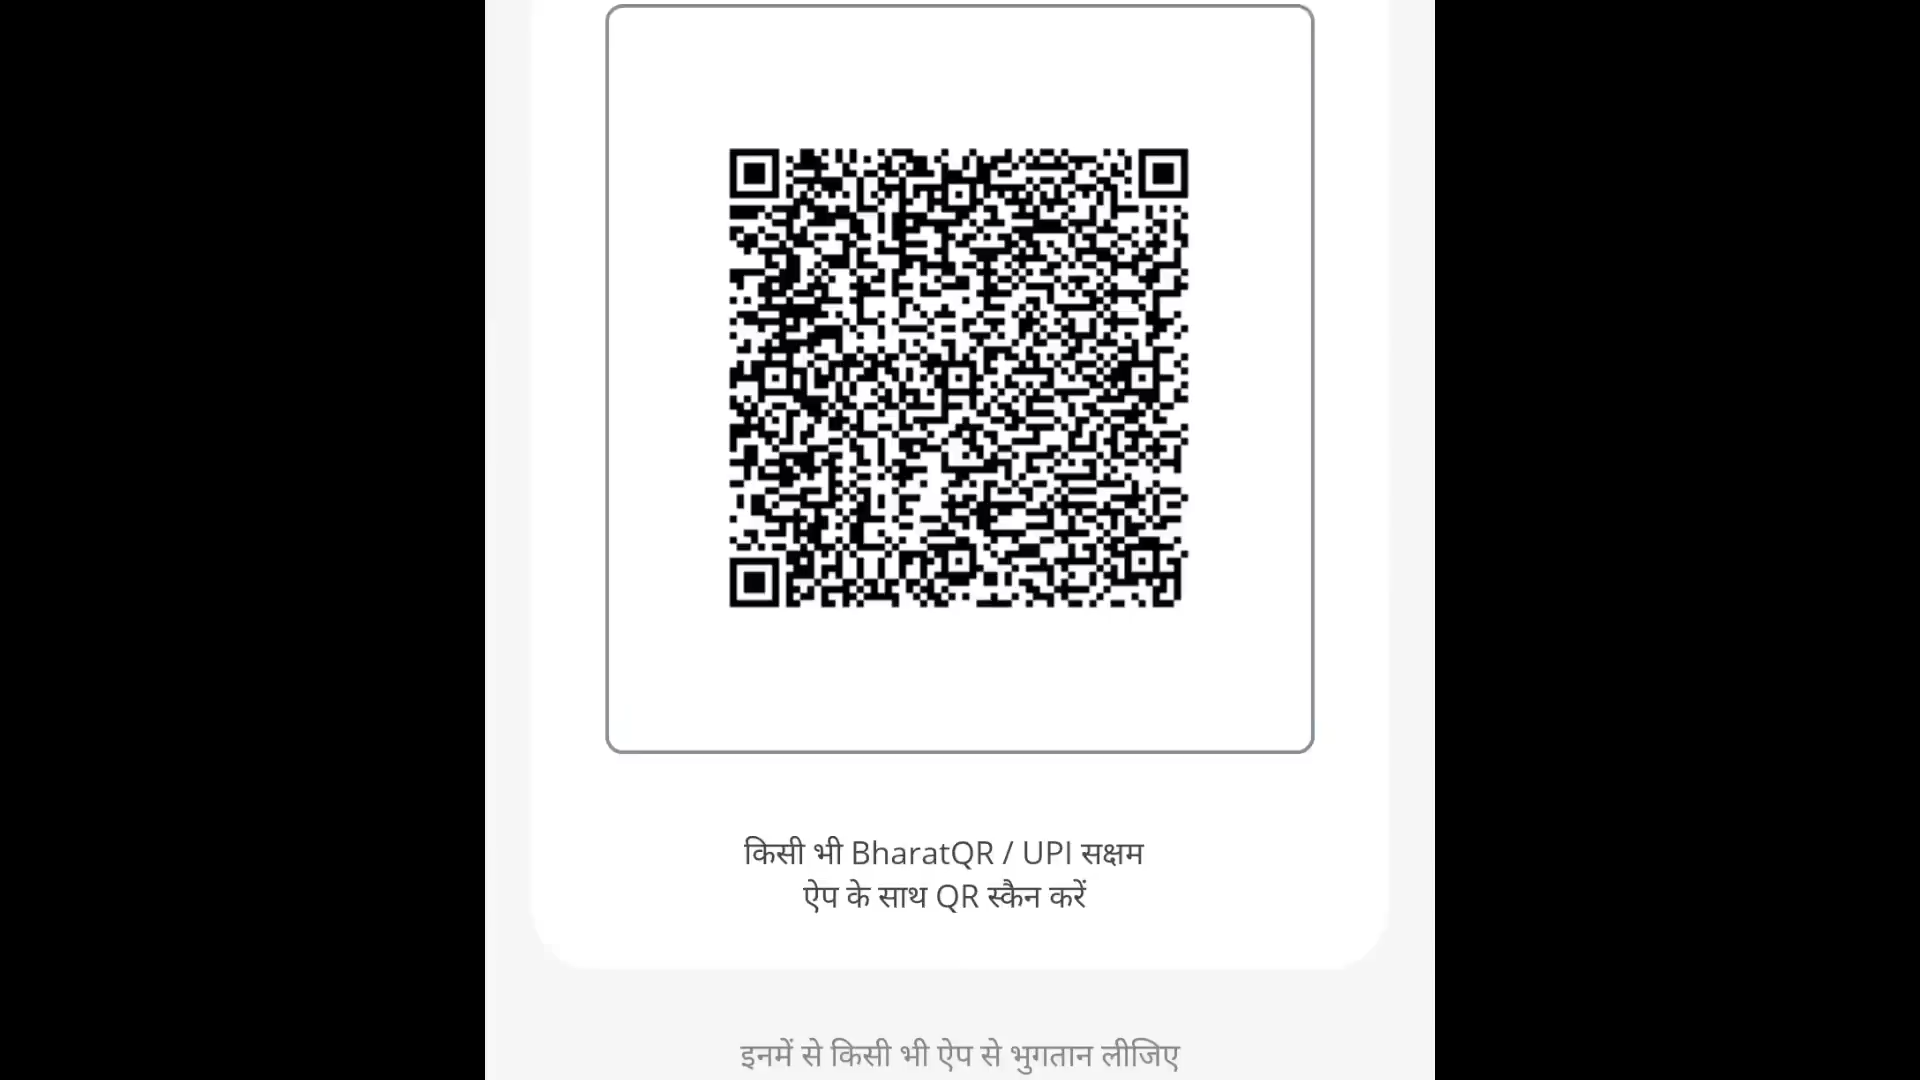 किसी भी BharatQR / UPI सक्षम
ऐप के साथ QR स्कैन करें
इनमें से किसी भी ऐप से भुगतान लीजिए